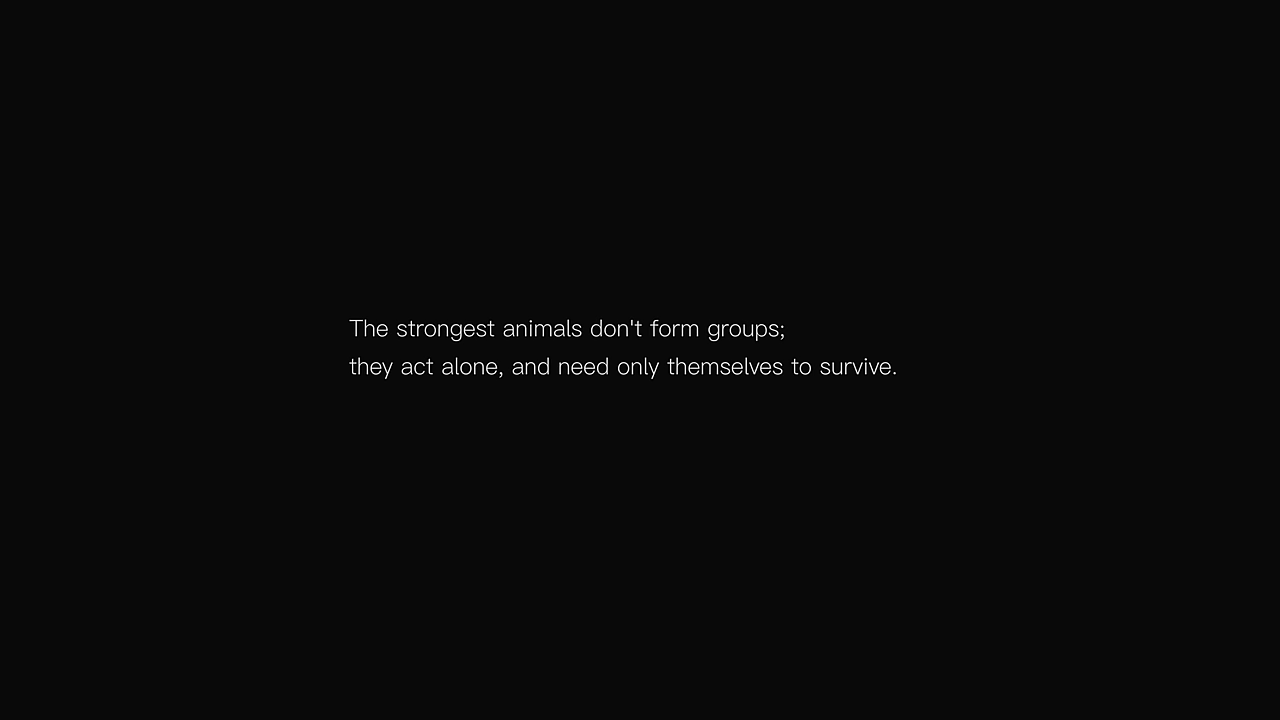 The strongest animals don't form groups;
they act alone, and need only themselves to survive.